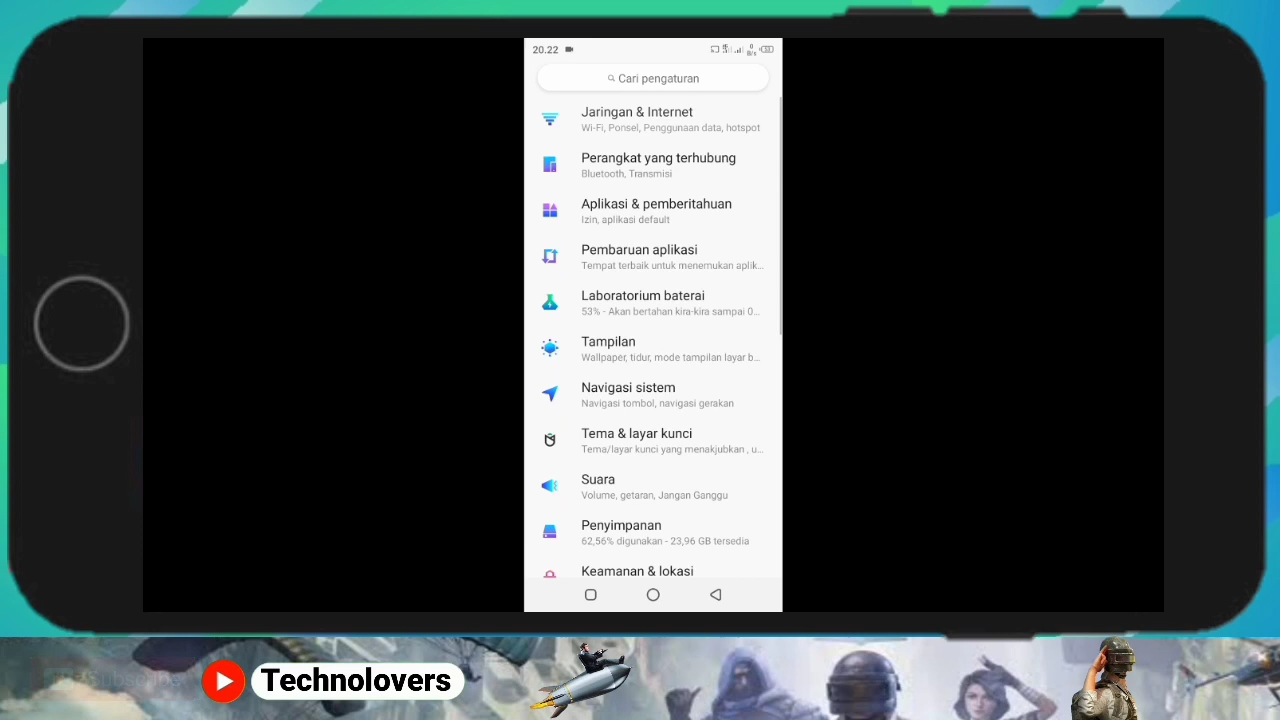 20.22
Cari pengaturan
Jaringan & Internet
Wi-Fi, Ponsel, Penggunaan data, hotspot
Perangkat yang terhubung
Bluetooth, Transmisi
Aplikasi & pemberitahuan
Izin, aplikasi default
Pembaruan aplikasi
Tempat terbaik untuk menemukan aplik...
Laboratorium baterai
53% - Akan bertahan kira-kira sampai 0...
Tampilan
Wallpaper, tidur, mode tampilan layar b...
Navigasi sistem
Navigasi tombol, navigasi gerakan
Tema & layar kunci
Tema/layar kunci yang menakjubkan , u...
Suara
Volume, getaran, Jangan Ganggu
Penyimpanan
62,56% digunakan - 23,96 GB tersedia
Keamanan & lokasi
Subscribe
Technolovers